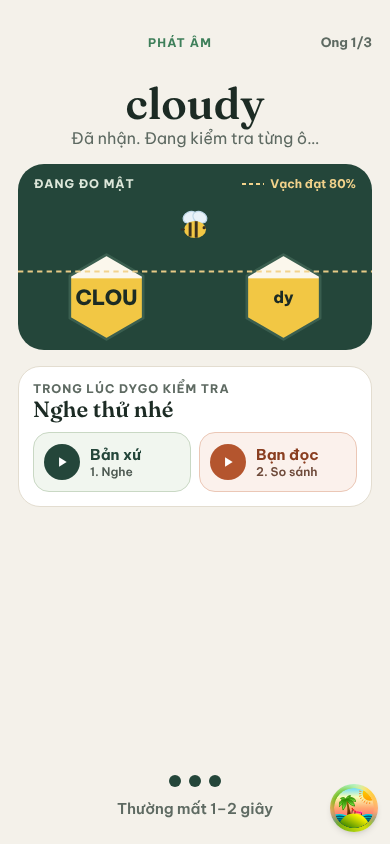 PHÁT ÂM
Ong 1/3
cloudy
Đã nhận. Đang kiểm tra từng ô…
ĐANG ĐO MẬT
Vạch đạt 80%
CLOU
dy
TRONG LÚC DYGO KIỂM TRA
Nghe thử nhé
Bản xứ
1. Nghe
Bạn đọc
2. So sánh
Thường mất 1–2 giây